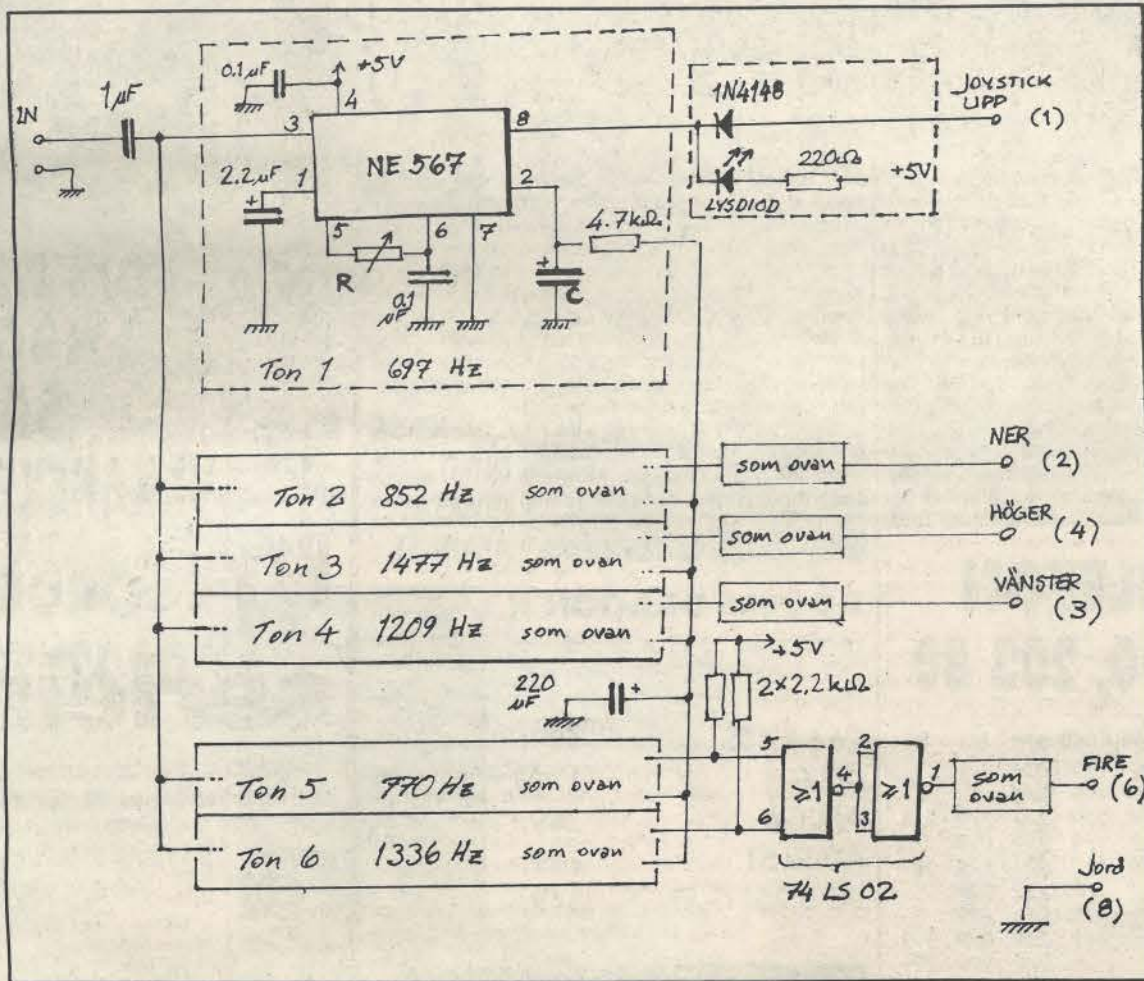 0.1 µF
+5V
4
IN
1µF
3
8
NE 567
2.2 µF
1
2
5
6
7
R
0.1
µF
C
4.7kΩ
Ton 1 697 Hz
1N4148
JOYSTICK
UPP
(1)
220Ω
+5V
LYSDIOD
Ton 2 852 Hz som ovan
som ovan
NER
(2)
Ton 3 1477 Hz som ovan
som ovan
HÖGER
(4)
Ton 4 1209 Hz som ovan
som ovan
VÄNSTER
(3)
220
µF
+5V
2×2,2kΩ
Ton 5 770 Hz som ovan
Ton 6 1336 Hz som ovan
5
6
≥1
4
2
3
≥1
1
som
ovan
FIRE
(6)
74 LS 02
Jord
(8)